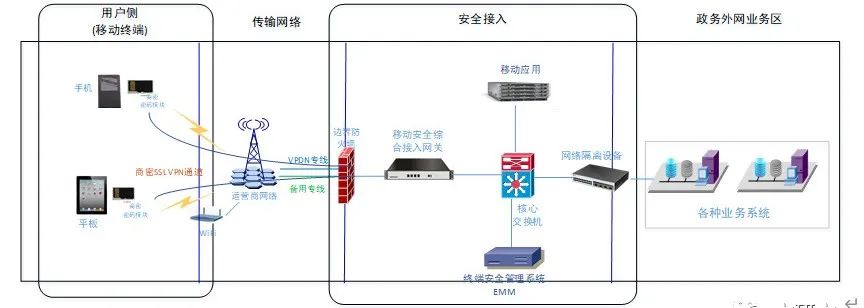 用户侧
(移动终端)
传输网络
安全接入
政务外网业务区
手机
商密
密码模块
商密SSLVPN通道
平板
商密
密码模块
WiFi
运营商网络
VPDN专线
备用专线
边界防
火墙
移动安全综
合接入网关
移动应用
核心
交换机
终端安全管理系统
EMM
网络隔离设备
各种业务系统